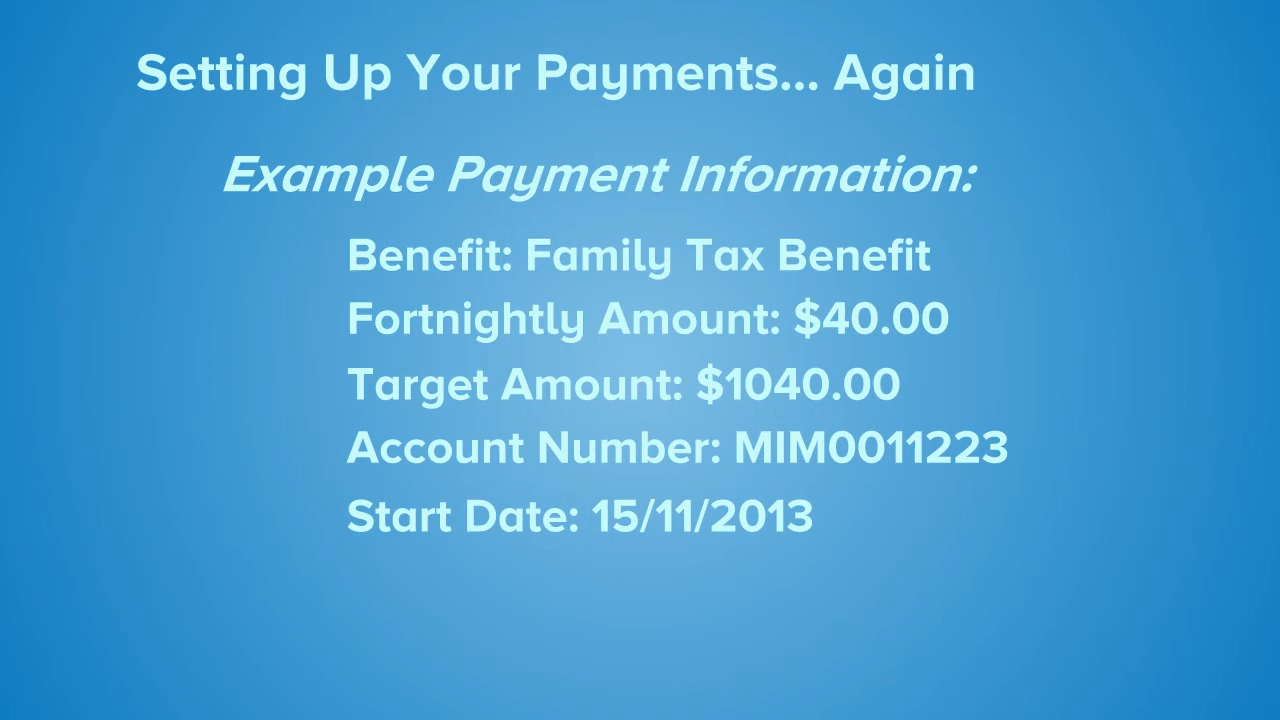 Setting Up Your Payments... Again
Example Payment Information:
Benefit: Family Tax Benefit
Fortnightly Amount: $40.00
Target Amount: $1040.00
Account Number: MIM0011223
Start Date: 15/11/2013